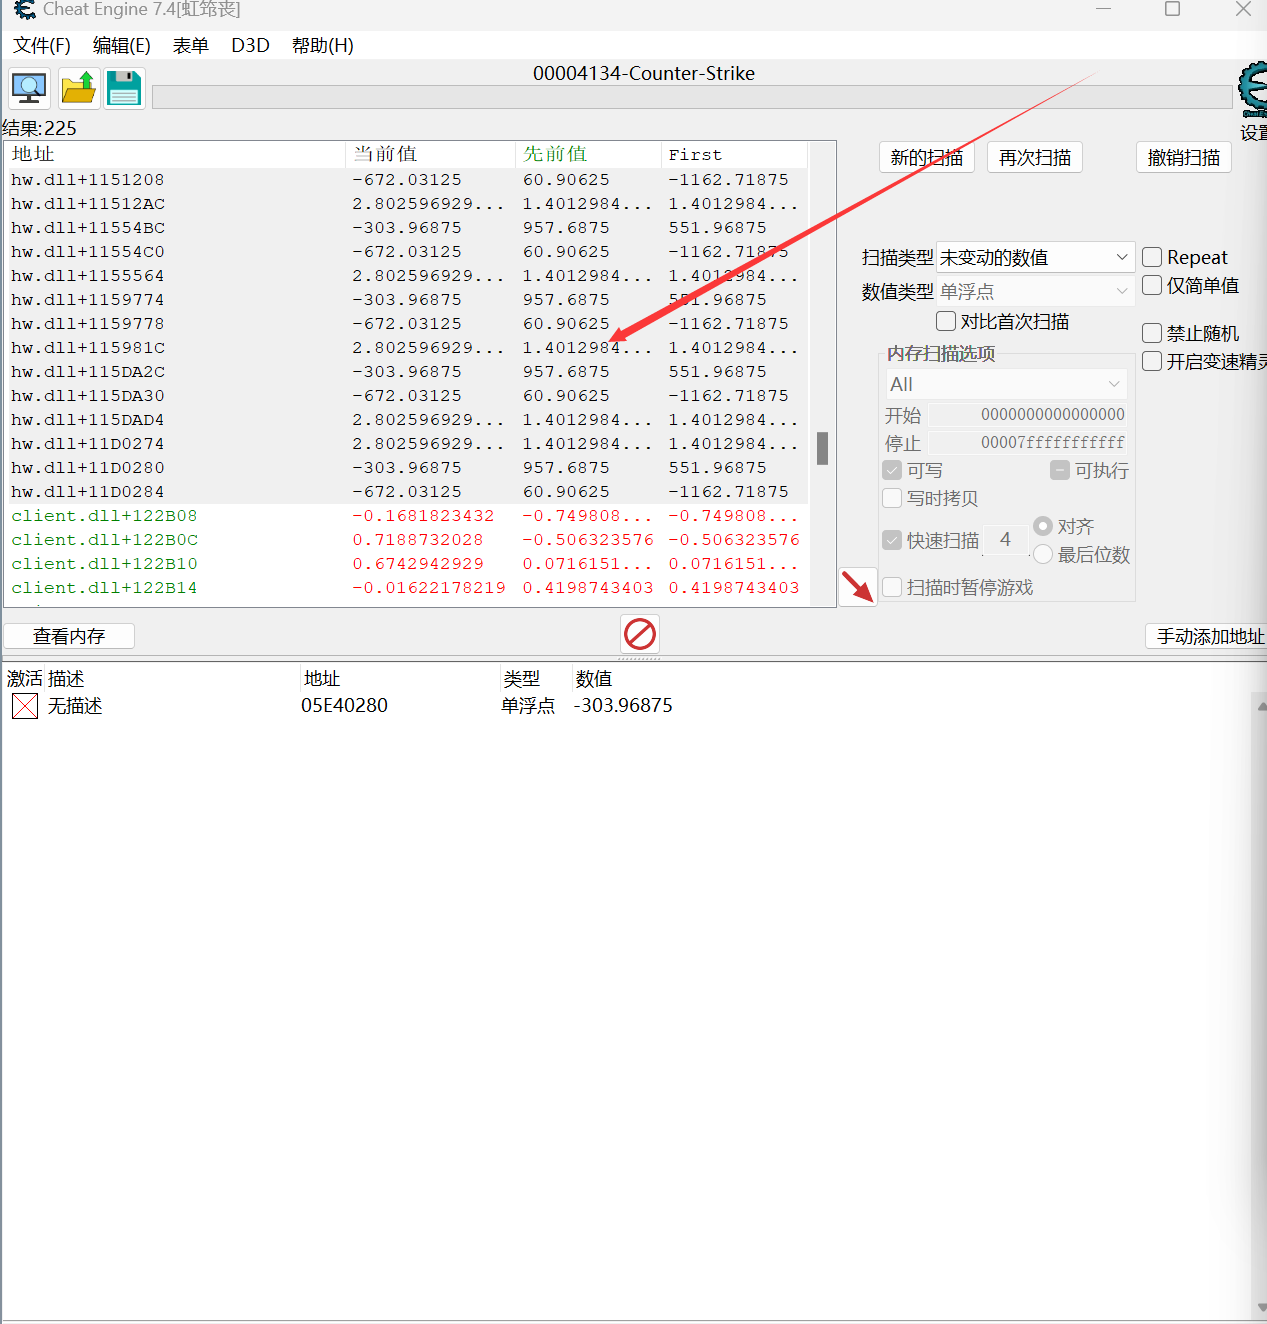 Cheat Engine 7.4[虹筇丧]
文件(F) 编辑(E) 表单 D3D 帮助(H)
00004134-Counter-Strike
结果:225
设置
地址 当前值 先前值 First
hw.dll+1151208 -672.03125 60.90625 -1162.71875
hw.dll+11512AC 2.802596929... 1.4012984... 1.4012984...
hw.dll+11554BC -303.96875 957.6875 551.96875
hw.dll+11554C0 -672.03125 60.90625 -1162.71875
hw.dll+1155564 2.802596929... 1.4012984... 1.4012984...
hw.dll+1159774 -303.96875 957.6875 551.96875
hw.dll+1159778 -672.03125 60.90625 -1162.71875
hw.dll+115981C 2.802596929... 1.4012984... 1.4012984...
hw.dll+115DA2C -303.96875 957.6875 551.96875
hw.dll+115DA30 -672.03125 60.90625 -1162.71875
hw.dll+115DAD4 2.802596929... 1.4012984... 1.4012984...
hw.dll+11D0274 2.802596929... 1.4012984... 1.4012984...
hw.dll+11D0280 -303.96875 957.6875 551.96875
hw.dll+11D0284 -672.03125 60.90625 -1162.71875
client.dll+122B08 -0.1681823432 -0.749808... -0.749808...
client.dll+122B0C 0.7188732028 -0.506323576 -0.506323576
client.dll+122B10 0.6742942929 0.0716151... 0.0716151...
client.dll+122B14 -0.01622178219 0.4198743403 0.4198743403
新的扫描 再次扫描 撤销扫描
扫描类型 未变动的数值 Repeat
数值类型 单浮点 仅简单值
对比首次扫描
禁止随机
内存扫描选项 开启变速精灵
All
开始 0000000000000000
停止 00007fffffffffff
可写 可执行
写时拷贝
快速扫描 4 对齐
最后位数
扫描时暂停游戏
查看内存 手动添加地址
激活 描述 地址 类型 数值
无描述 05E40280 单浮点 -303.96875